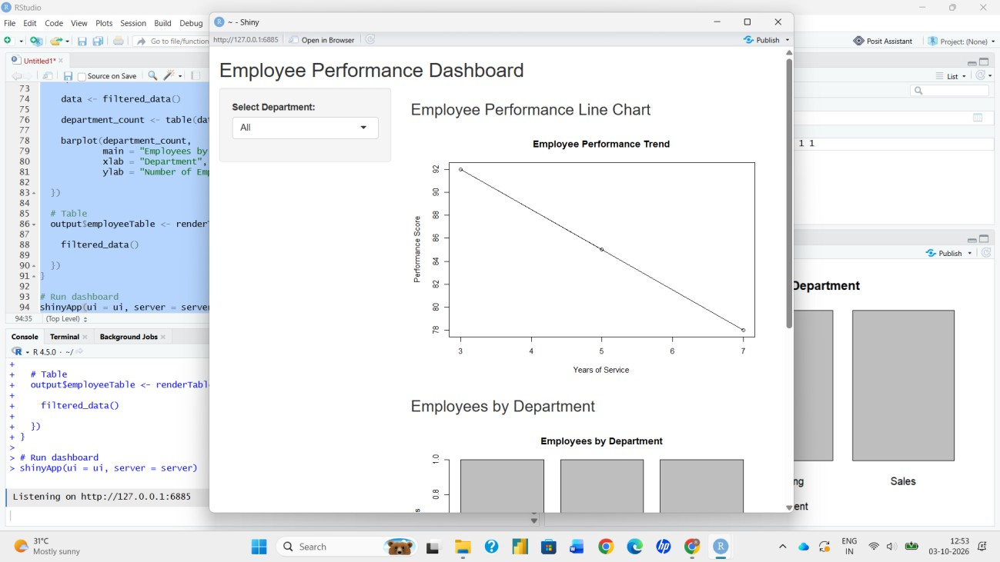 RStudio
File Edit Code View Plots Session Build Debug
Go to file/function
Posit Assistant
Project: (None)
Untitled1*
Source on Save
73
74 data <- filtered_data()
75
76 department_count <- table(dat
77
78 barplot(department_count,
79 main = "Employees by
80 xlab = "Department",
81 ylab = "Number of Emp
82
83 })
84
85 # Table
86 output$employeeTable <- renderT
87
88 filtered_data()
89
90 })
91 }
92
93 # Run dashboard
94 shinyApp(ui = ui, server = server
94:35 (Top Level)
Console Terminal Background Jobs
R 4.5.0 · ~/
+
+ # Table
+ output$employeeTable <- renderTabl
+
+ filtered_data()
+
+ })
+ }
>
> # Run dashboard
> shinyApp(ui = ui, server = server)
Listening on http://127.0.0.1:6885
~ - Shiny
http://127.0.0.1:6885
Open in Browser
Publish
Employee Performance Dashboard
Select Department:
All
Employee Performance Line Chart
Employee Performance Trend
92
90
88
86
84
82
80
78
Performance Score
3 4 5 6 7
Years of Service
Employees by Department
Employees by Department
1.0
0.8
s
List
1 1
Publish
Department
ng
Sales
ent
31°C
Mostly sunny
Search
ENG
IN
12:53
03-10-2026